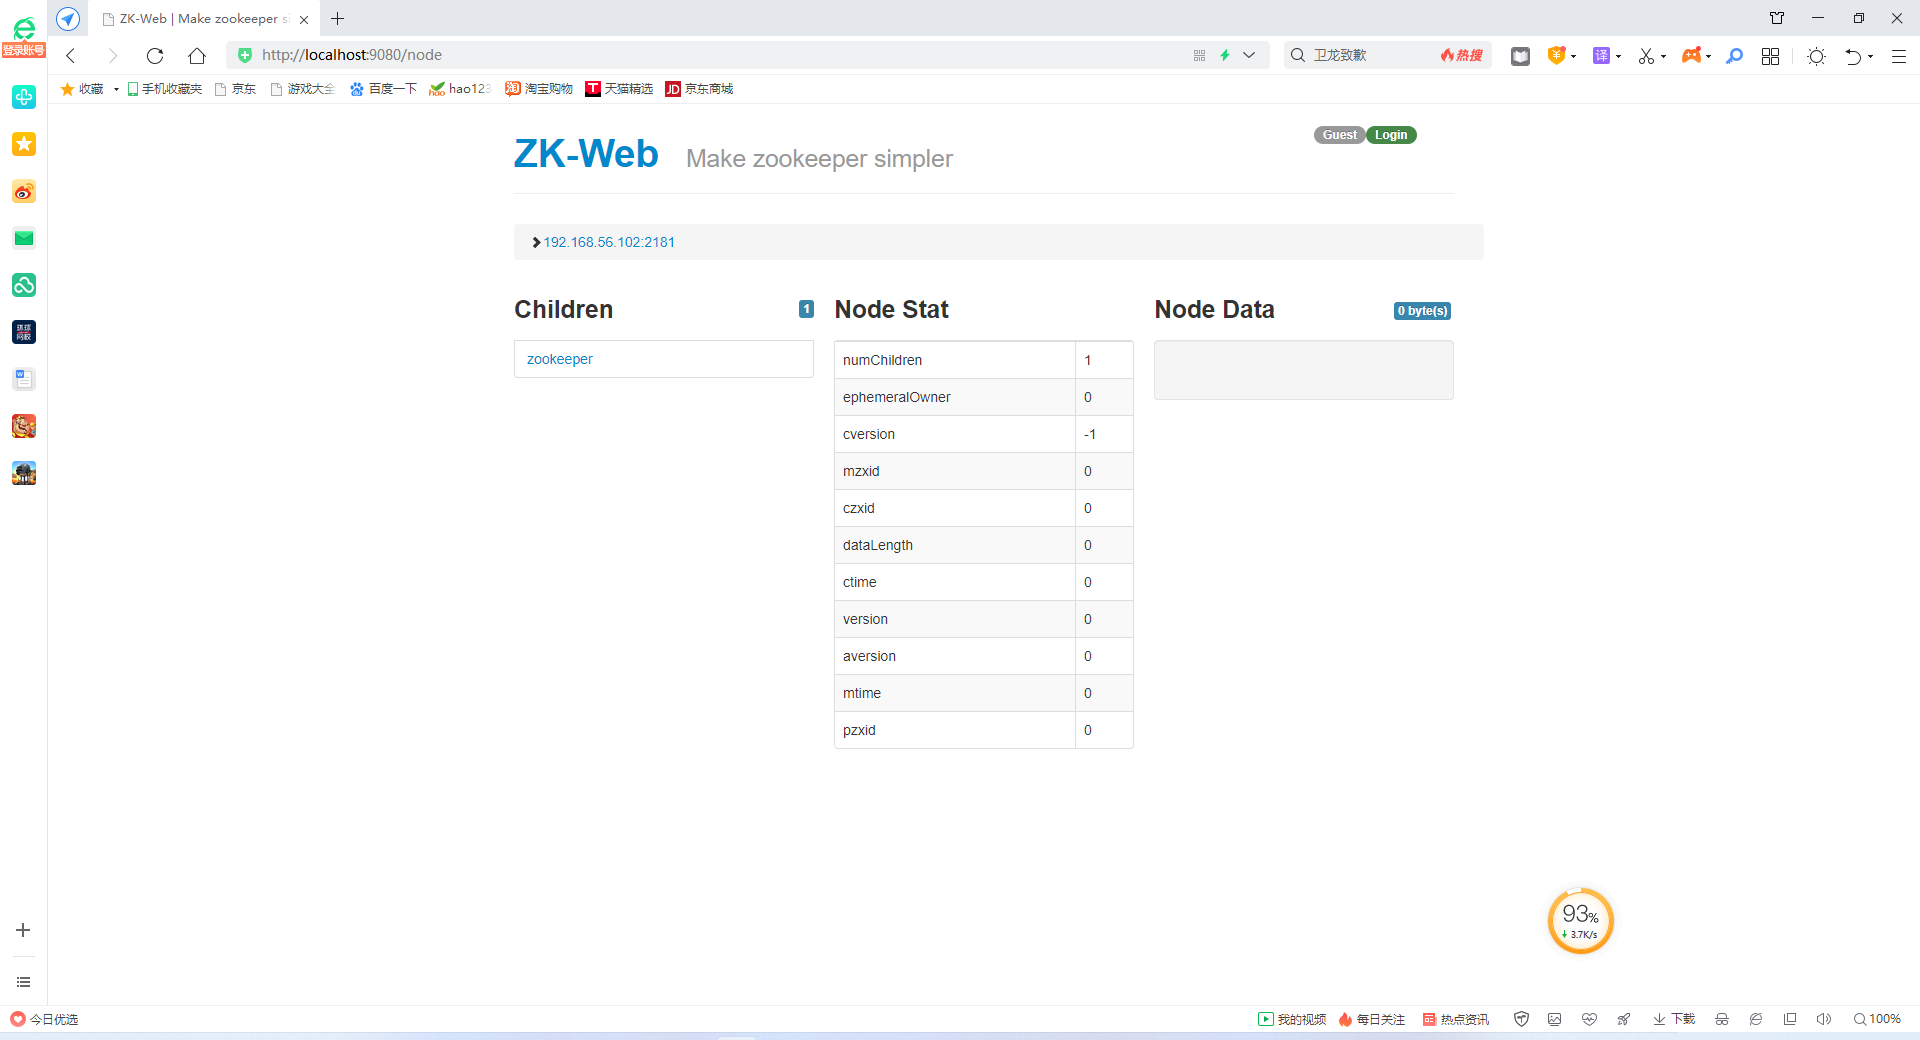 ZK-Web | Make zookeeper si
登录账号
http://localhost:9080/node
卫龙致歉
热搜
译
收藏
手机收藏夹
京东
游戏大全
百度一下
hao123
淘宝购物
天猫精选
京东商城
ZK-Web Make zookeeper simpler
Guest Login
192.168.56.102:2181
Children 1
zookeeper
Node Stat
numChildren 1
ephemeralOwner 0
cversion -1
mzxid 0
czxid 0
dataLength 0
ctime 0
version 0
aversion 0
mtime 0
pzxid 0
Node Data 0 byte(s)
93%
3.7K/s
今日优选
我的视频
每日关注
热点资讯
下载
100%